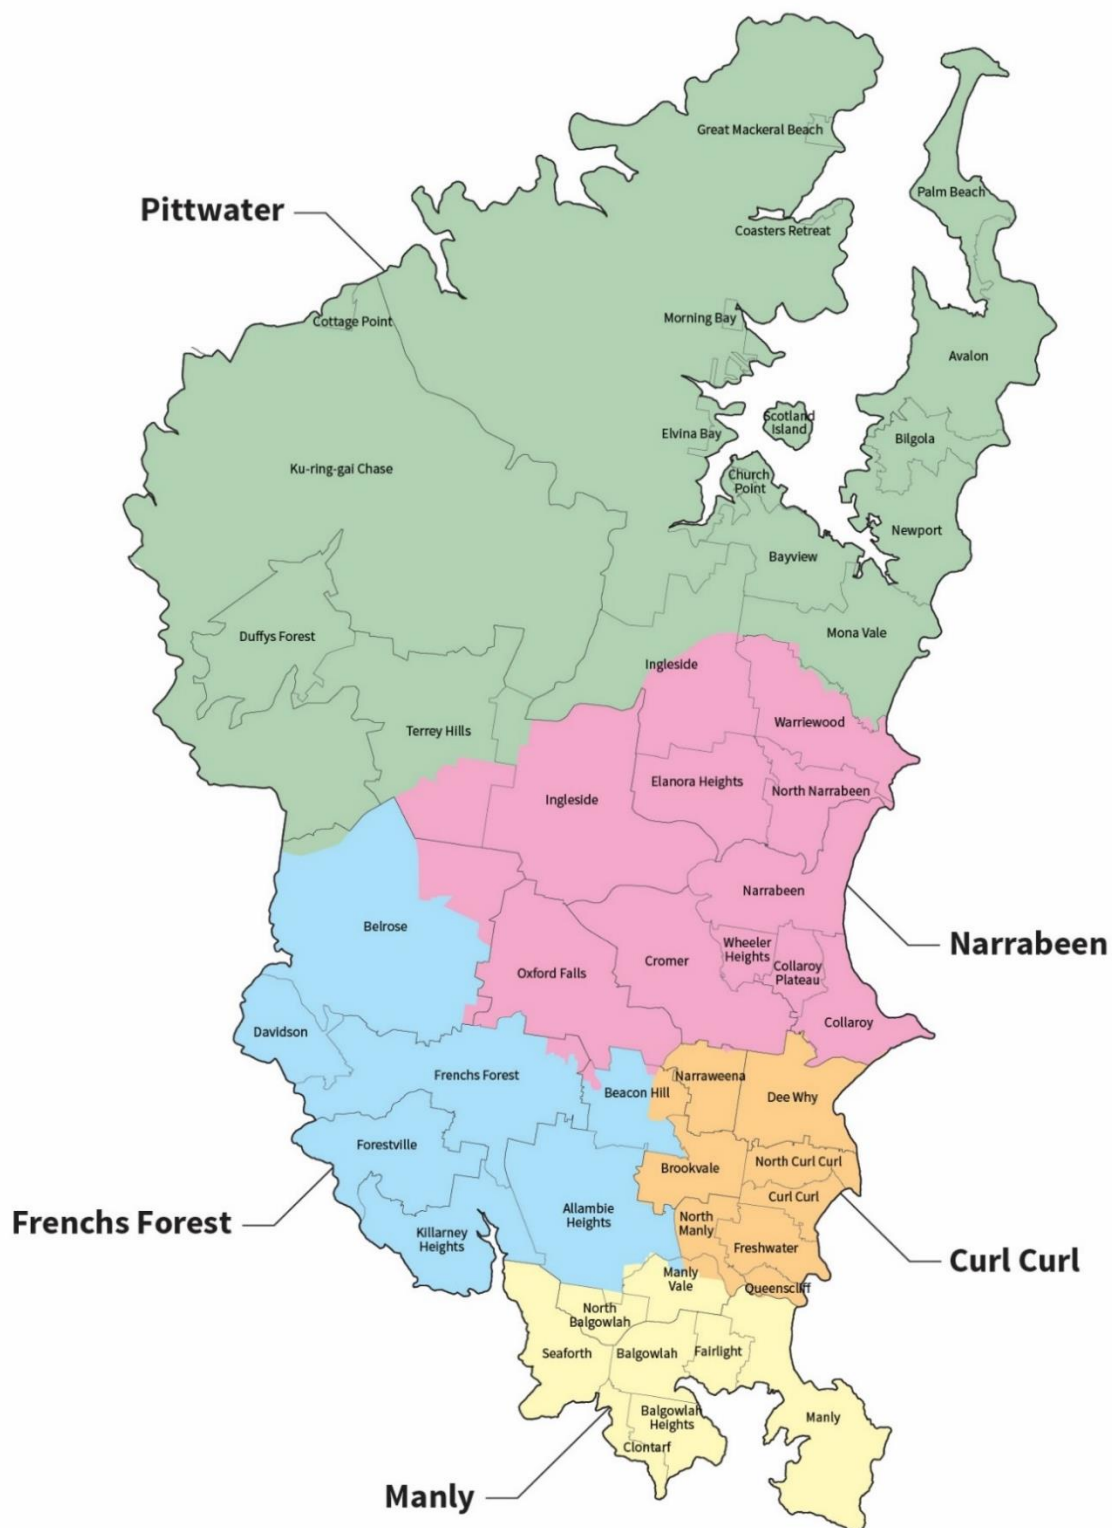 Great Mackeral Beach
Palm Beach
Pittwater
Coasters Retreat
Morning Bay
Cottage Point
Avalon
Scotland
Island
Elvina Bay
Bilgola
Ku-ring-gai Chase
Church
Point
Newport
Bayview
Duffys Forest
Mona Vale
Ingleside
Warriewood
Terrey Hills
Elanora Heights
North Narrabeen
Ingleside
Narrabeen
Belrose
Narrabeen
Wheeler
Heights
Cromer
Collaroy
Plateau
Oxford Falls
Collaroy
Davidson
Frenchs Forest
Narraweena
Beacon Hill
Dee Why
Forestville
North Curl Curl
Brookvale
Curl Curl
Allambie
Heights
North
Manly
Frenchs Forest
Killarney
Heights
Freshwater
Curl Curl
Manly
Vale
Queenscliff
North
Balgowlah
Seaforth
Balgowlah
Fairlight
Balgowlah
Heights
Manly
Clontarf
Manly